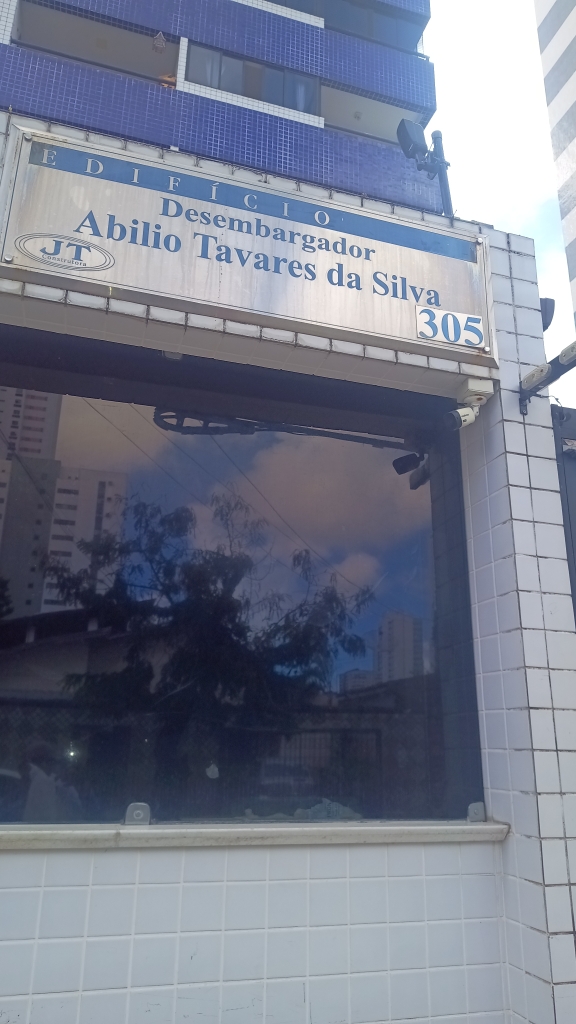 EDIFÍCIO
Desembargador
Abilio Tavares da Silva
JT
Construtora
305